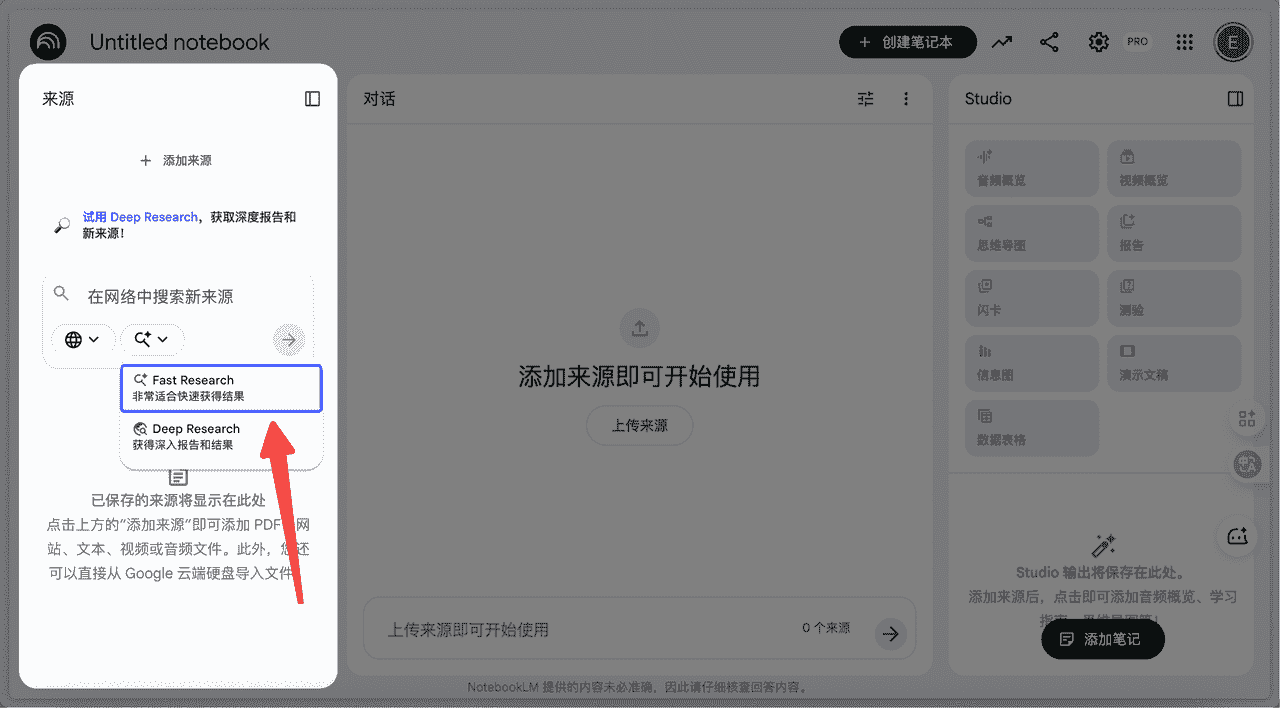 Untitled notebook
创建笔记本
PRO
E
来源
添加来源
试用 Deep Research，获取深度报告和
新来源！
在网络中搜索新来源
Fast Research
非常适合快速获得结果
Deep Research
获得深入报告和结果
已保存的来源将显示在此处
点击上方的“添加来源”即可添加 PDF 网
站、文本、视频或音频文件。此外，您还
可以直接从 Google 云端硬盘导入文件
对话
添加来源即可开始使用
上传来源
上传来源即可开始使用
0 个来源
NotebookLM 提供的内容未必准确，因此请仔细核查回答内容。
Studio
音频概览
视频概览
思维导图
报告
闪卡
测验
信息图
演示文稿
数据表格
Studio 输出将保存在此处。
添加来源后，点击即可添加音频概览、学习
添加笔记